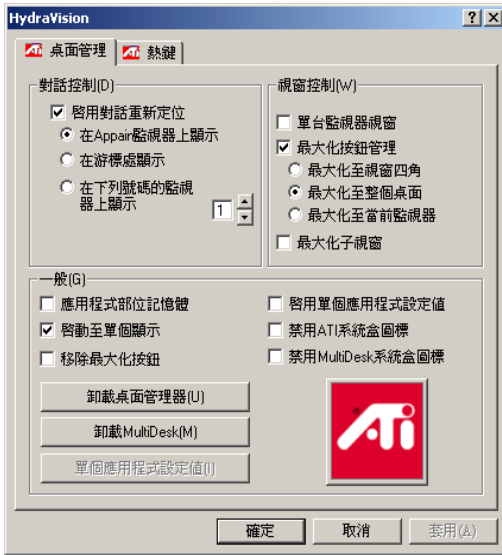 HydraVision
桌面管理
熱鍵
對話控制(D)
啓用對話重新定位
在Appair監視器上顯示
在游標處顯示
在下列號碼的監視
器上顯示
1
視窗控制(W)
單台監視器視窗
最大化按鈕管理
最大化至視窗四角
最大化至整個桌面
最大化至當前監視器
最大化子視窗
一般(G)
應用程式部位記憶體
啓動至單個顯示
移除最大化按鈕
卸載桌面管理器(U)
卸載MultiDesk(M)
單個應用程式設定值(I)
啓用單個應用程式設定值
禁用ATI系統盒圖標
禁用MultiDesk系統盒圖標
ATI
確定
取消
套用(A)